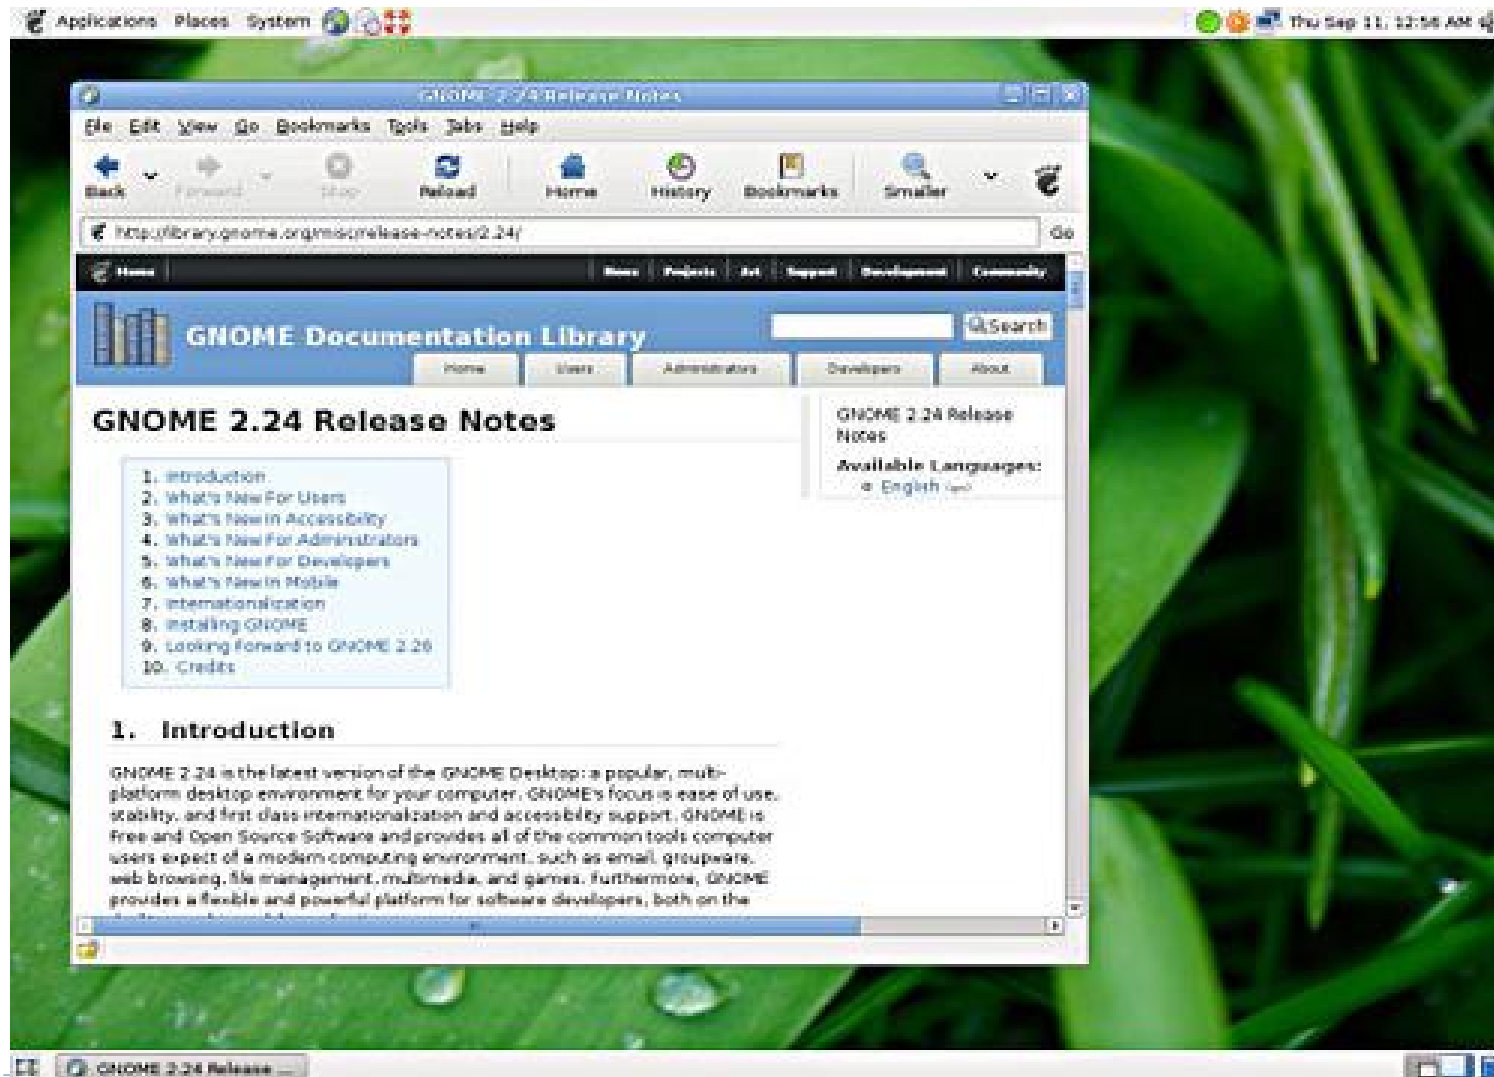 Applications Places System
Thu Sep 11, 12:56 AM
GNOME 2.24 Release Notes
File Edit View Go Bookmarks Tools Tabs Help
Back Forward Stop Reload Home History Bookmarks Smaller
http://library.gnome.org/misc/release-notes/2.24/ Go
Home News Projects Art Support Development Community
GNOME Documentation Library
Search
Home Users Administrators Developers About
GNOME 2.24 Release Notes
1. Introduction
2. What's New For Users
3. What's New In Accessibility
4. What's New For Administrators
5. What's New For Developers
6. What's New In Mobile
7. Internationalization
8. Installing GNOME
9. Looking Forward to GNOME 2.26
10. Credits
GNOME 2.24 Release
Notes
Available Languages:
English
1. Introduction
GNOME 2.24 is the latest version of the GNOME Desktop: a popular, multi-
platform desktop environment for your computer. GNOME's focus is ease of use,
stability, and first class internationalization and accessibility support. GNOME is
Free and Open Source Software and provides all of the common tools computer
users expect of a modern computing environment, such as email, groupware,
web browsing, file management, multimedia, and games. Furthermore, GNOME
provides a flexible and powerful platform for software developers, both on the
GNOME 2.24 Release ...